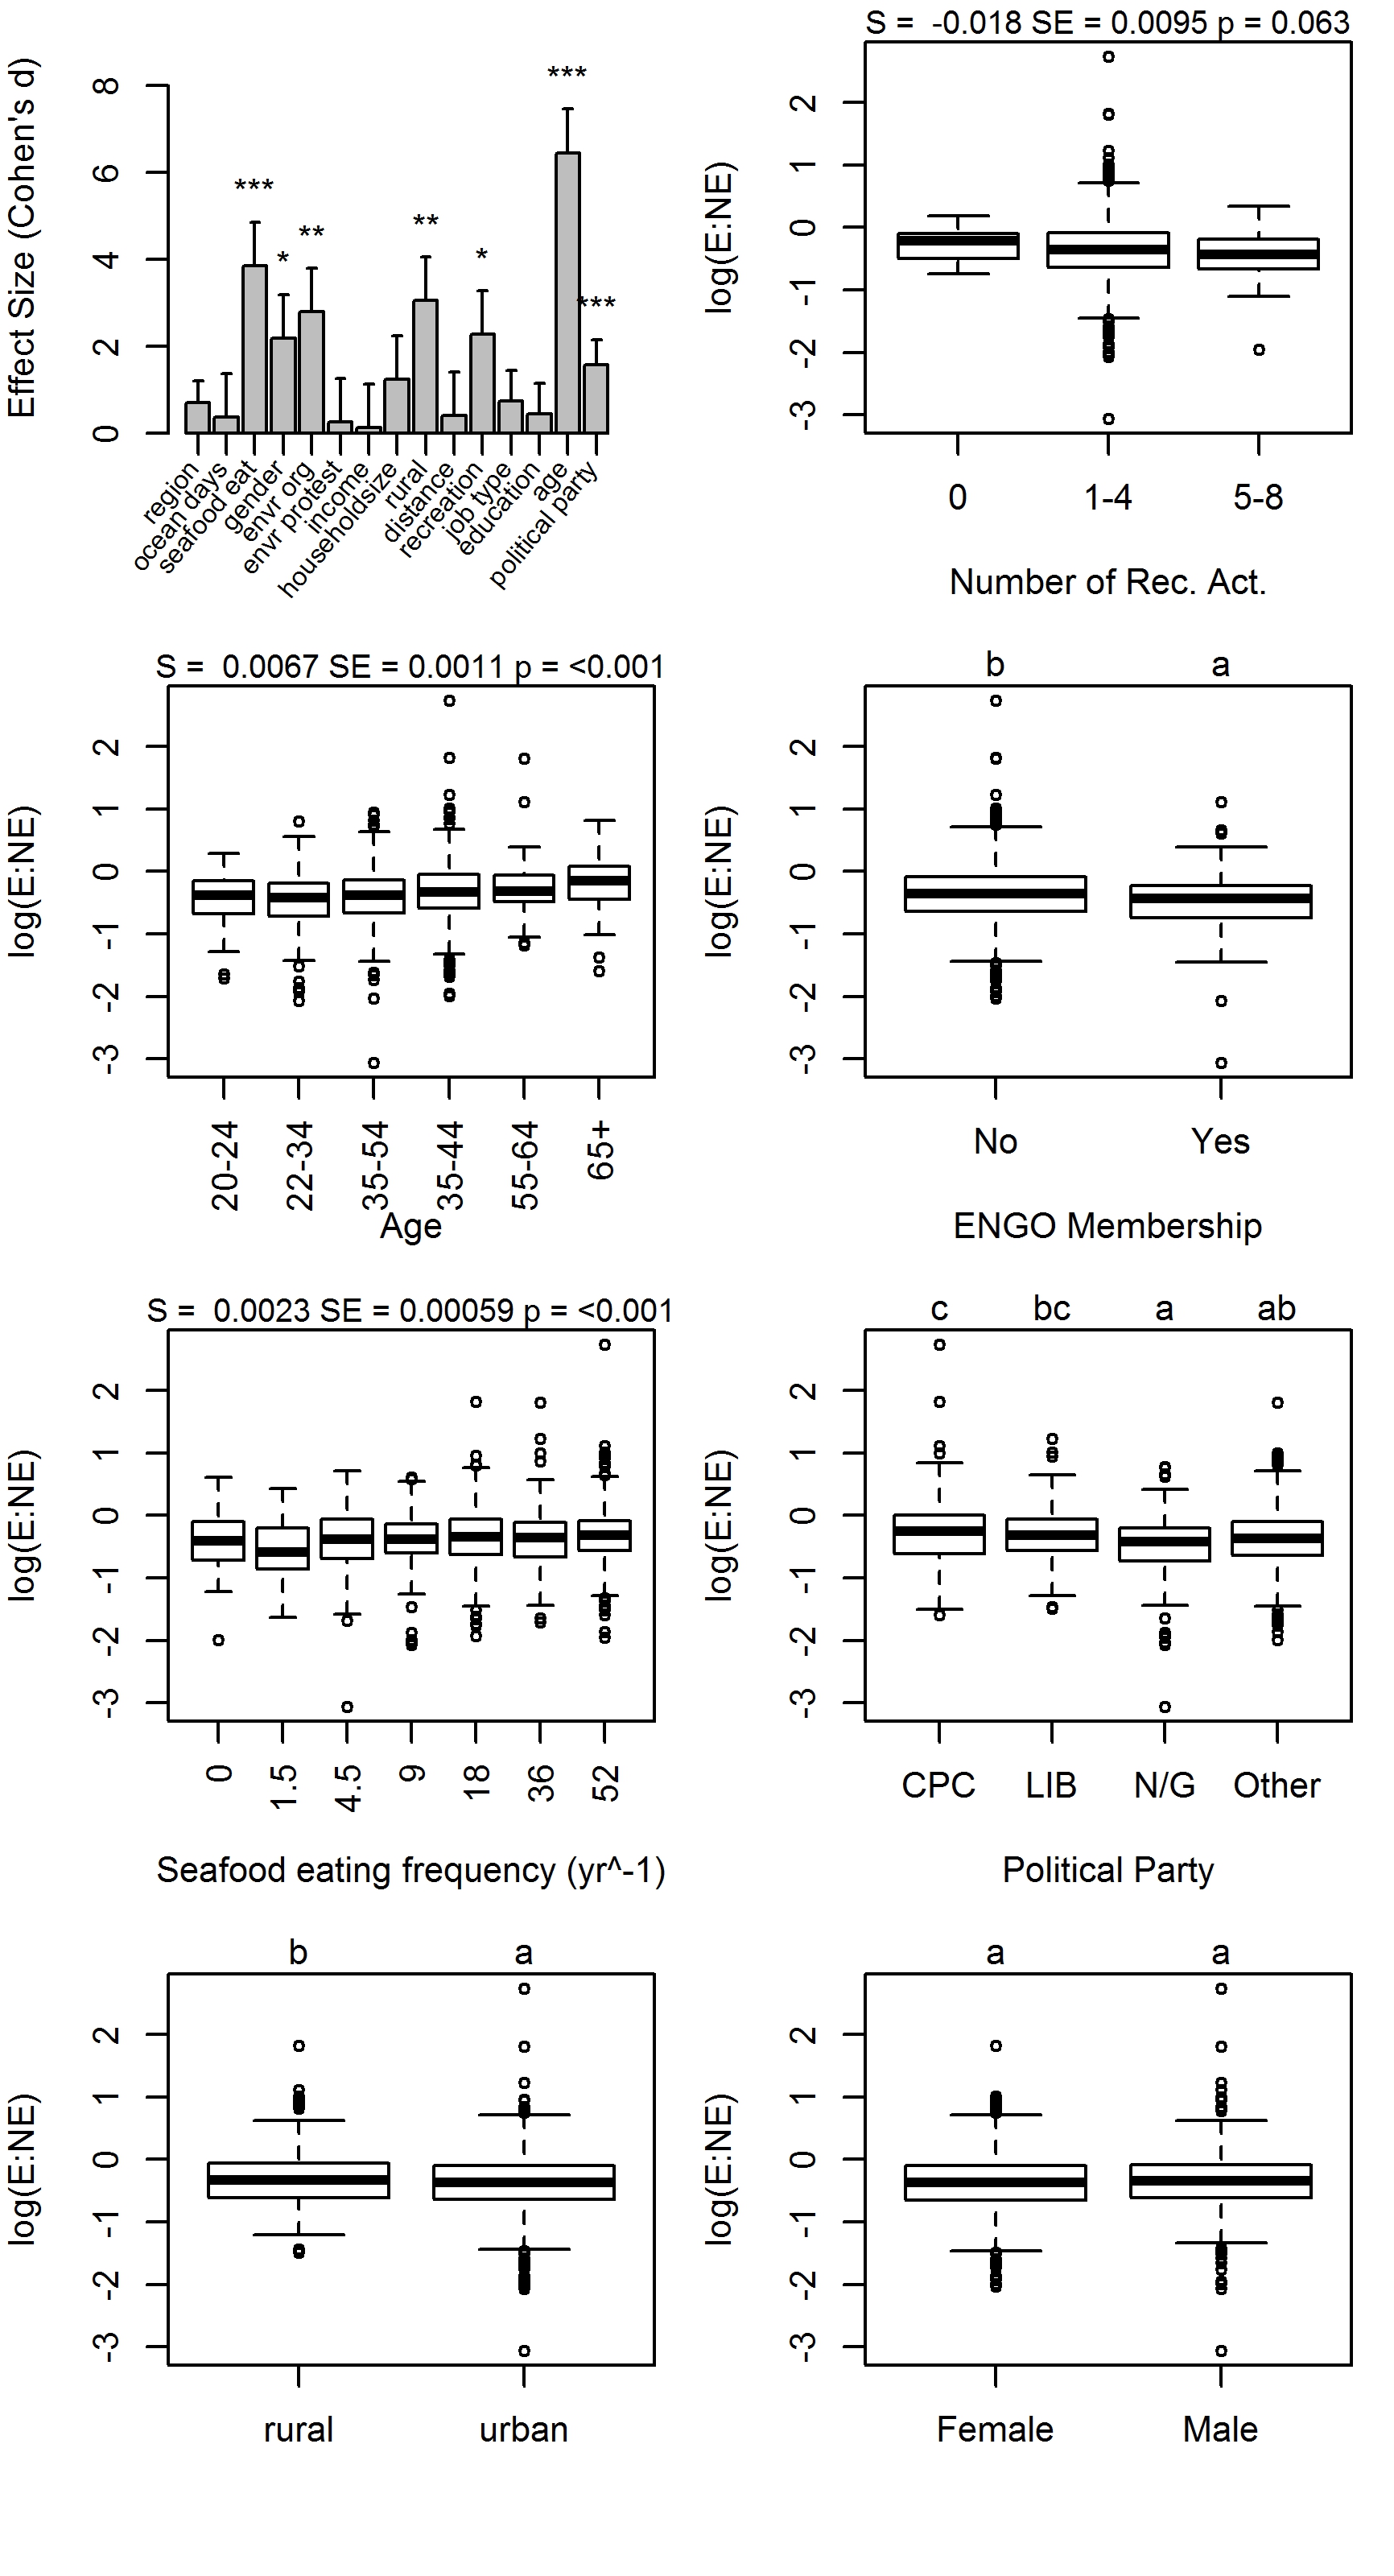 Effect Size (Cohen's d)
0 2 4 6 8
*** * ** ** * *** ***
region
ocean days
seafood eat
gender
envr org
envr protest
income
householdsize
rural
distance
recreation
job type
education
age
political party
S = -0.018 SE = 0.0095 p = 0.063
log(E:NE)
-3 -2 -1 0 1 2
0 1-4 5-8
Number of Rec. Act.
S = 0.0067 SE = 0.0011 p = <0.001
log(E:NE)
-3 -2 -1 0 1 2
20-24 22-34 35-54 35-44 55-64 65+
Age
b a
log(E:NE)
-3 -2 -1 0 1 2
No Yes
ENGO Membership
S = 0.0023 SE = 0.00059 p = <0.001
log(E:NE)
-3 -2 -1 0 1 2
0 1.5 4.5 9 18 36 52
Seafood eating frequency (yr^-1)
c bc a ab
log(E:NE)
-3 -2 -1 0 1 2
CPC LIB N/G Other
Political Party
b a
log(E:NE)
-3 -2 -1 0 1 2
rural urban
a a
log(E:NE)
-3 -2 -1 0 1 2
Female Male